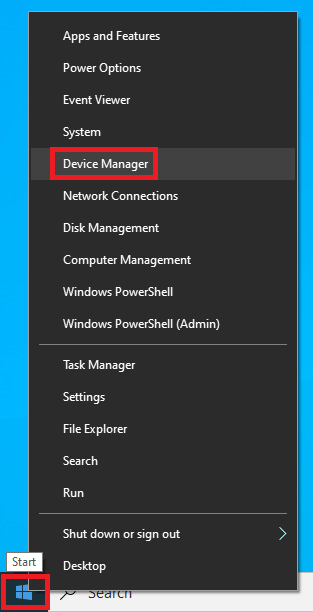 Apps and Features
Power Options
Event Viewer
System
Device Manager
Network Connections
Disk Management
Computer Management
Windows PowerShell
Windows PowerShell (Admin)
Task Manager
Settings
File Explorer
Search
Run
Shut down or sign out
Desktop
Start
Search